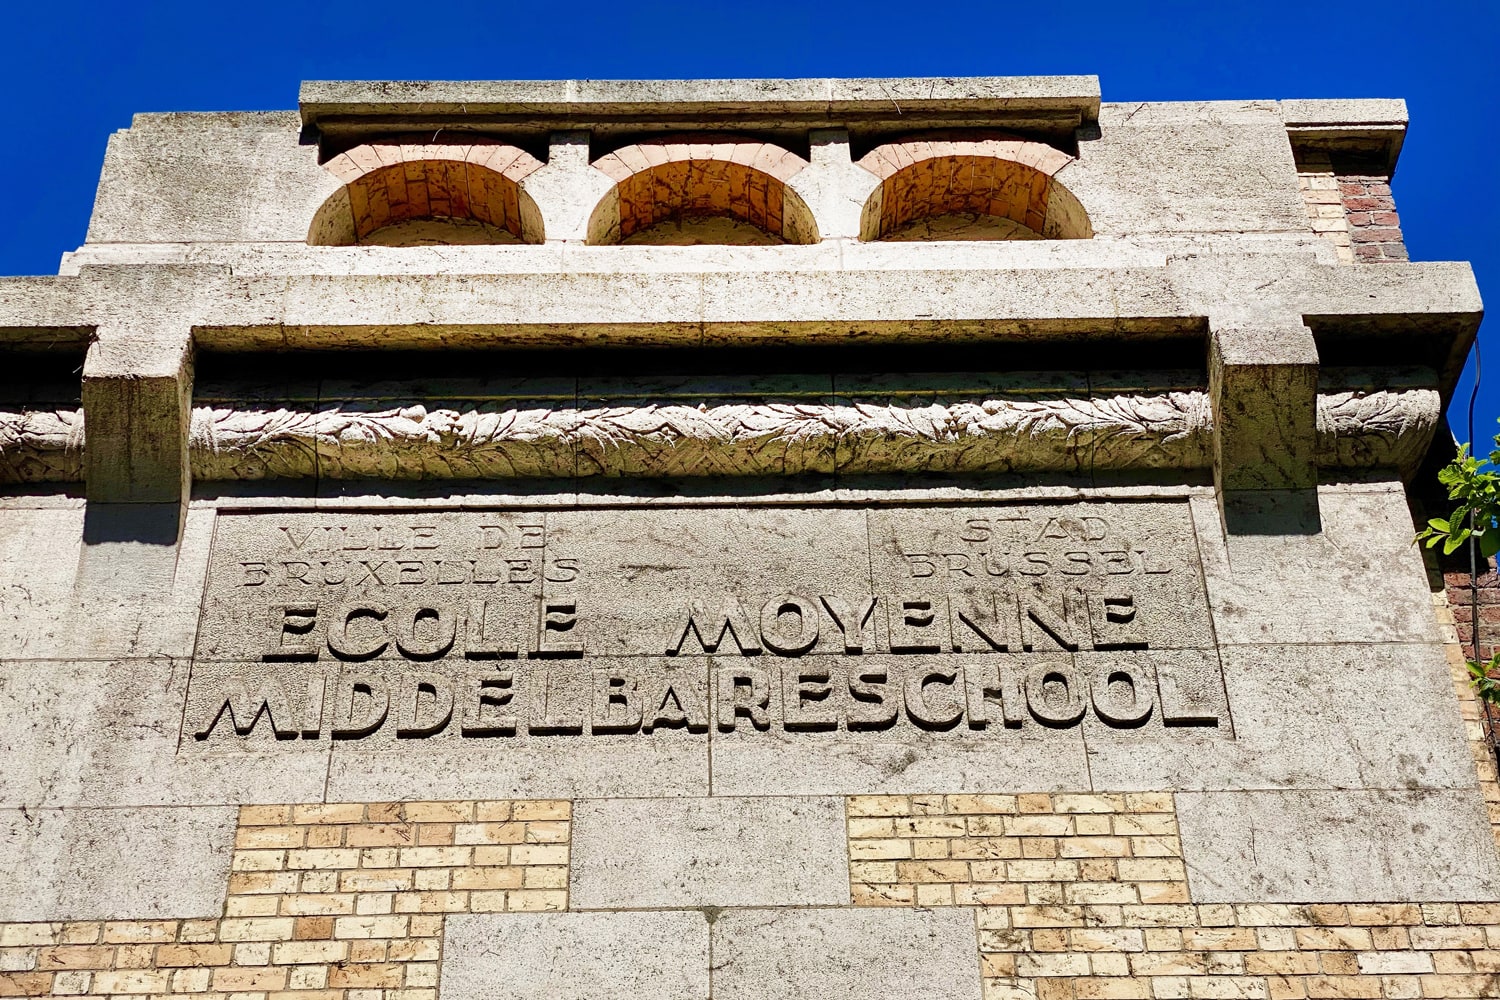 VILLE DE
BRUXELLES
STAD
BRUSSEL
ECOLE MOYENNE
MIDDELBARESCHOOL